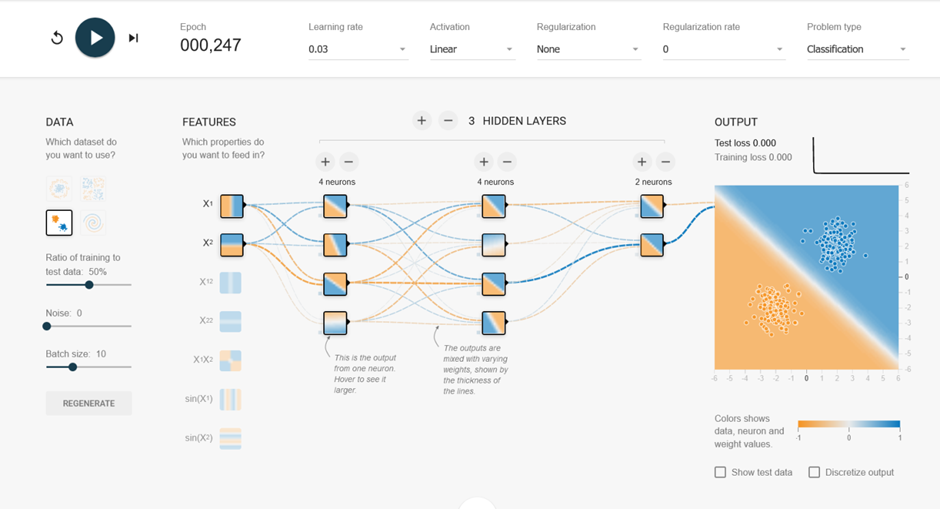 Epoch
000,247
Learning rate
0.03
Activation
Linear
Regularization
None
Regularization rate
0
Problem type
Classification
DATA
Which dataset do
you want to use?
Ratio of training to
test data: 50%
Noise: 0
Batch size: 10
REGENERATE
FEATURES
Which properties do
you want to feed in?
X1
X2
X12
X22
X1X2
sin(X1)
sin(X2)
+ − 3 HIDDEN LAYERS
+ −
4 neurons
+ −
4 neurons
+ −
2 neurons
This is the output
from one neuron.
Hover to see it
larger.
The outputs are
mixed with varying
weights, shown by
the thickness of
the lines.
OUTPUT
Test loss 0.000
Training loss 0.000
6
5
4
3
2
1
0
-1
-2
-3
-4
-5
-6
-6 -5 -4 -3 -2 -1 0 1 2 3 4 5 6
Colors shows
data, neuron and
weight values.
-1 0 1
Show test data
Discretize output